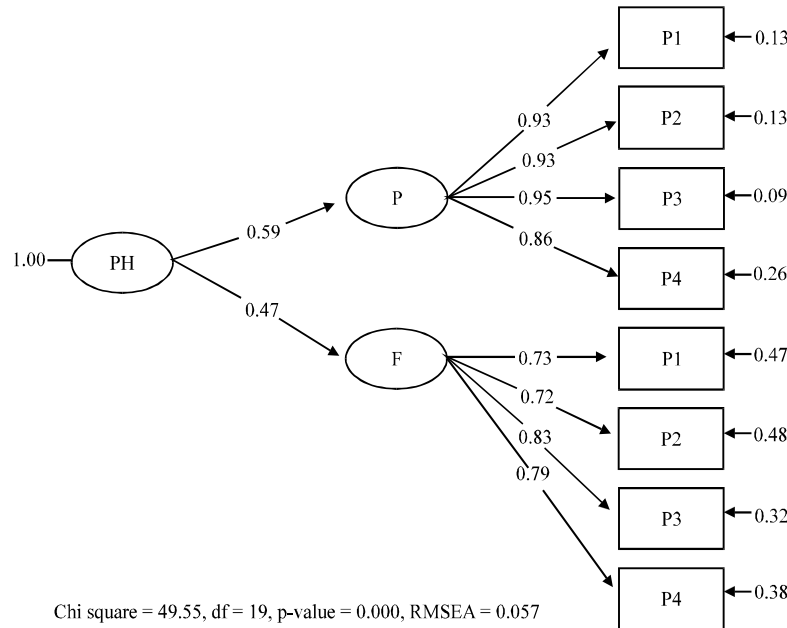 P1
0.13
0.93
P2
0.13
0.93
P
0.95
P3
0.09
0.59
0.86
1.00
PH
P4
0.26
0.47
F
0.73
P1
0.47
0.72
P2
0.48
0.83
0.79
P3
0.32
P4
0.38
Chi square = 49.55, df = 19, p-value = 0.000, RMSEA = 0.057